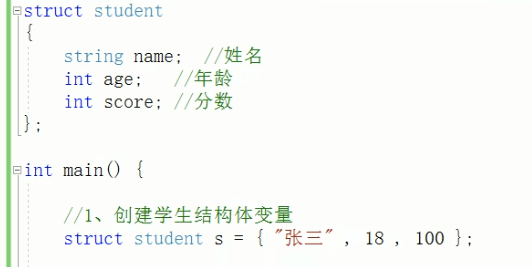 struct student
{
string name;  //姓名
int age;   //年龄
int score; //分数
};
int main() {
//1、创建学生结构体变量
struct student s = { "张三" , 18 , 100 };